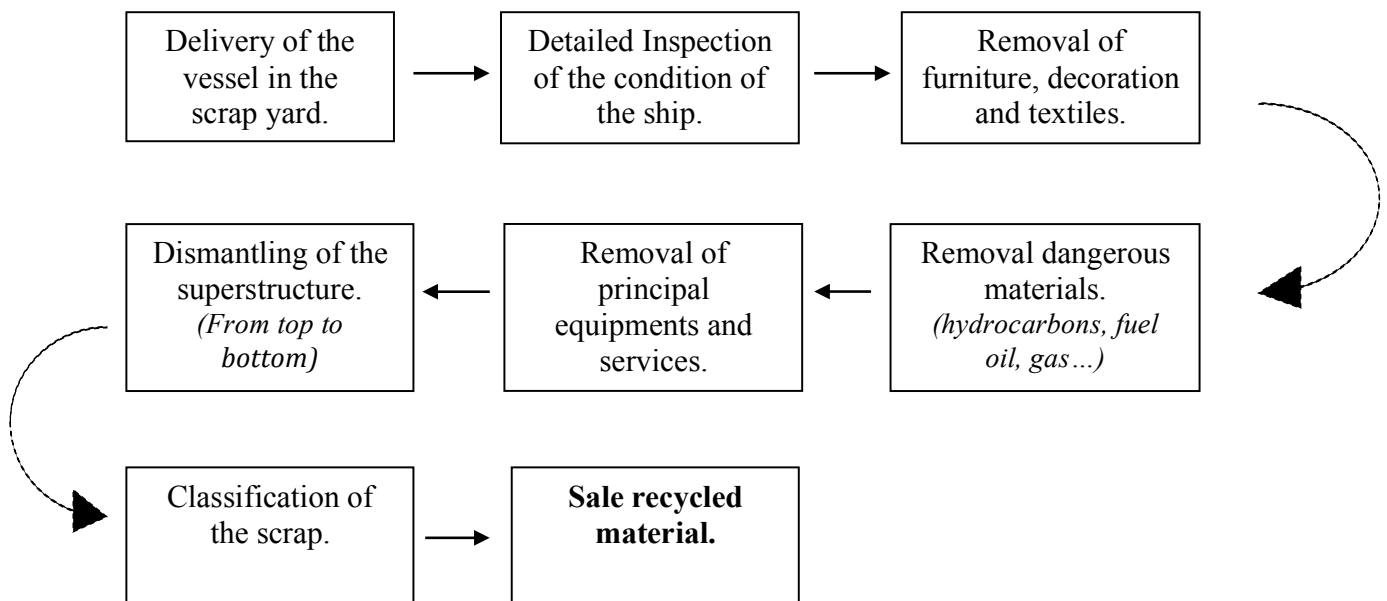 Delivery of the
vessel in the
scrap yard.
Detailed Inspection
of the condition of
the ship.
Removal of
furniture, decoration
and textiles.
Removal dangerous
materials.
(hydrocarbons, fuel
oil, gas…)
Removal of
principal
equipments and
services.
Dismantling of the
superstructure.
(From top to
bottom)
Classification of
the scrap.
Sale recycled
material.